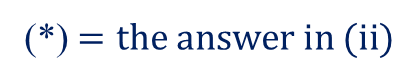 (*) = the answer in (ii)